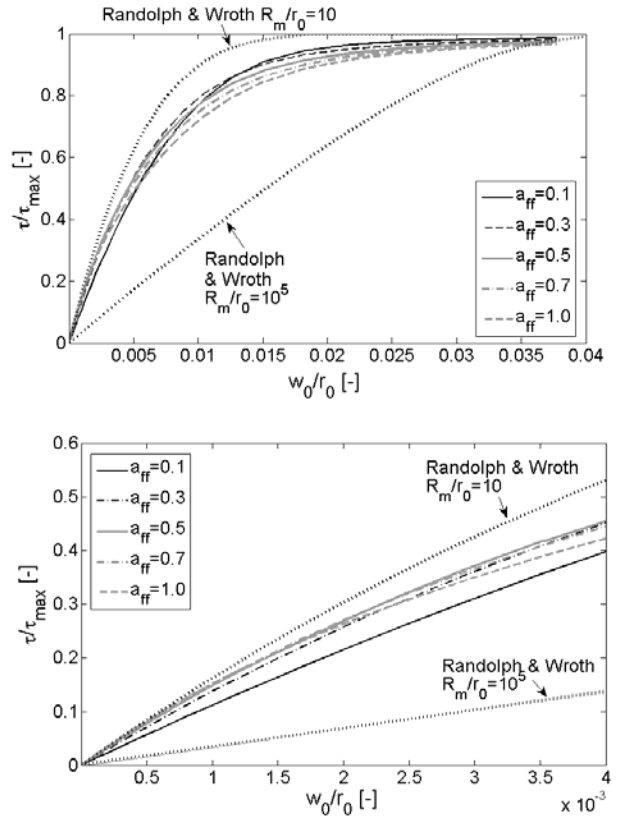 Randolph & Wroth R_m/r_0=10
τ/τ_max [-]
1
0.8
0.6
0.4
0.2
0
Randolph
& Wroth
R_m/r_0=10^5
a_ff=0.1
a_ff=0.3
a_ff=0.5
a_ff=0.7
a_ff=1.0
0.005 0.01 0.015 0.02 0.025 0.03 0.035 0.04
w_0/r_0 [-]
τ/τ_max [-]
0.6
0.5
0.4
0.3
0.2
0.1
0
a_ff=0.1
a_ff=0.3
a_ff=0.5
a_ff=0.7
a_ff=1.0
Randolph & Wroth
R_m/r_0=10
Randolph & Wroth
R_m/r_0=10^5
0.5 1 1.5 2 2.5 3 3.5 4
w_0/r_0 [-]
x 10^-3